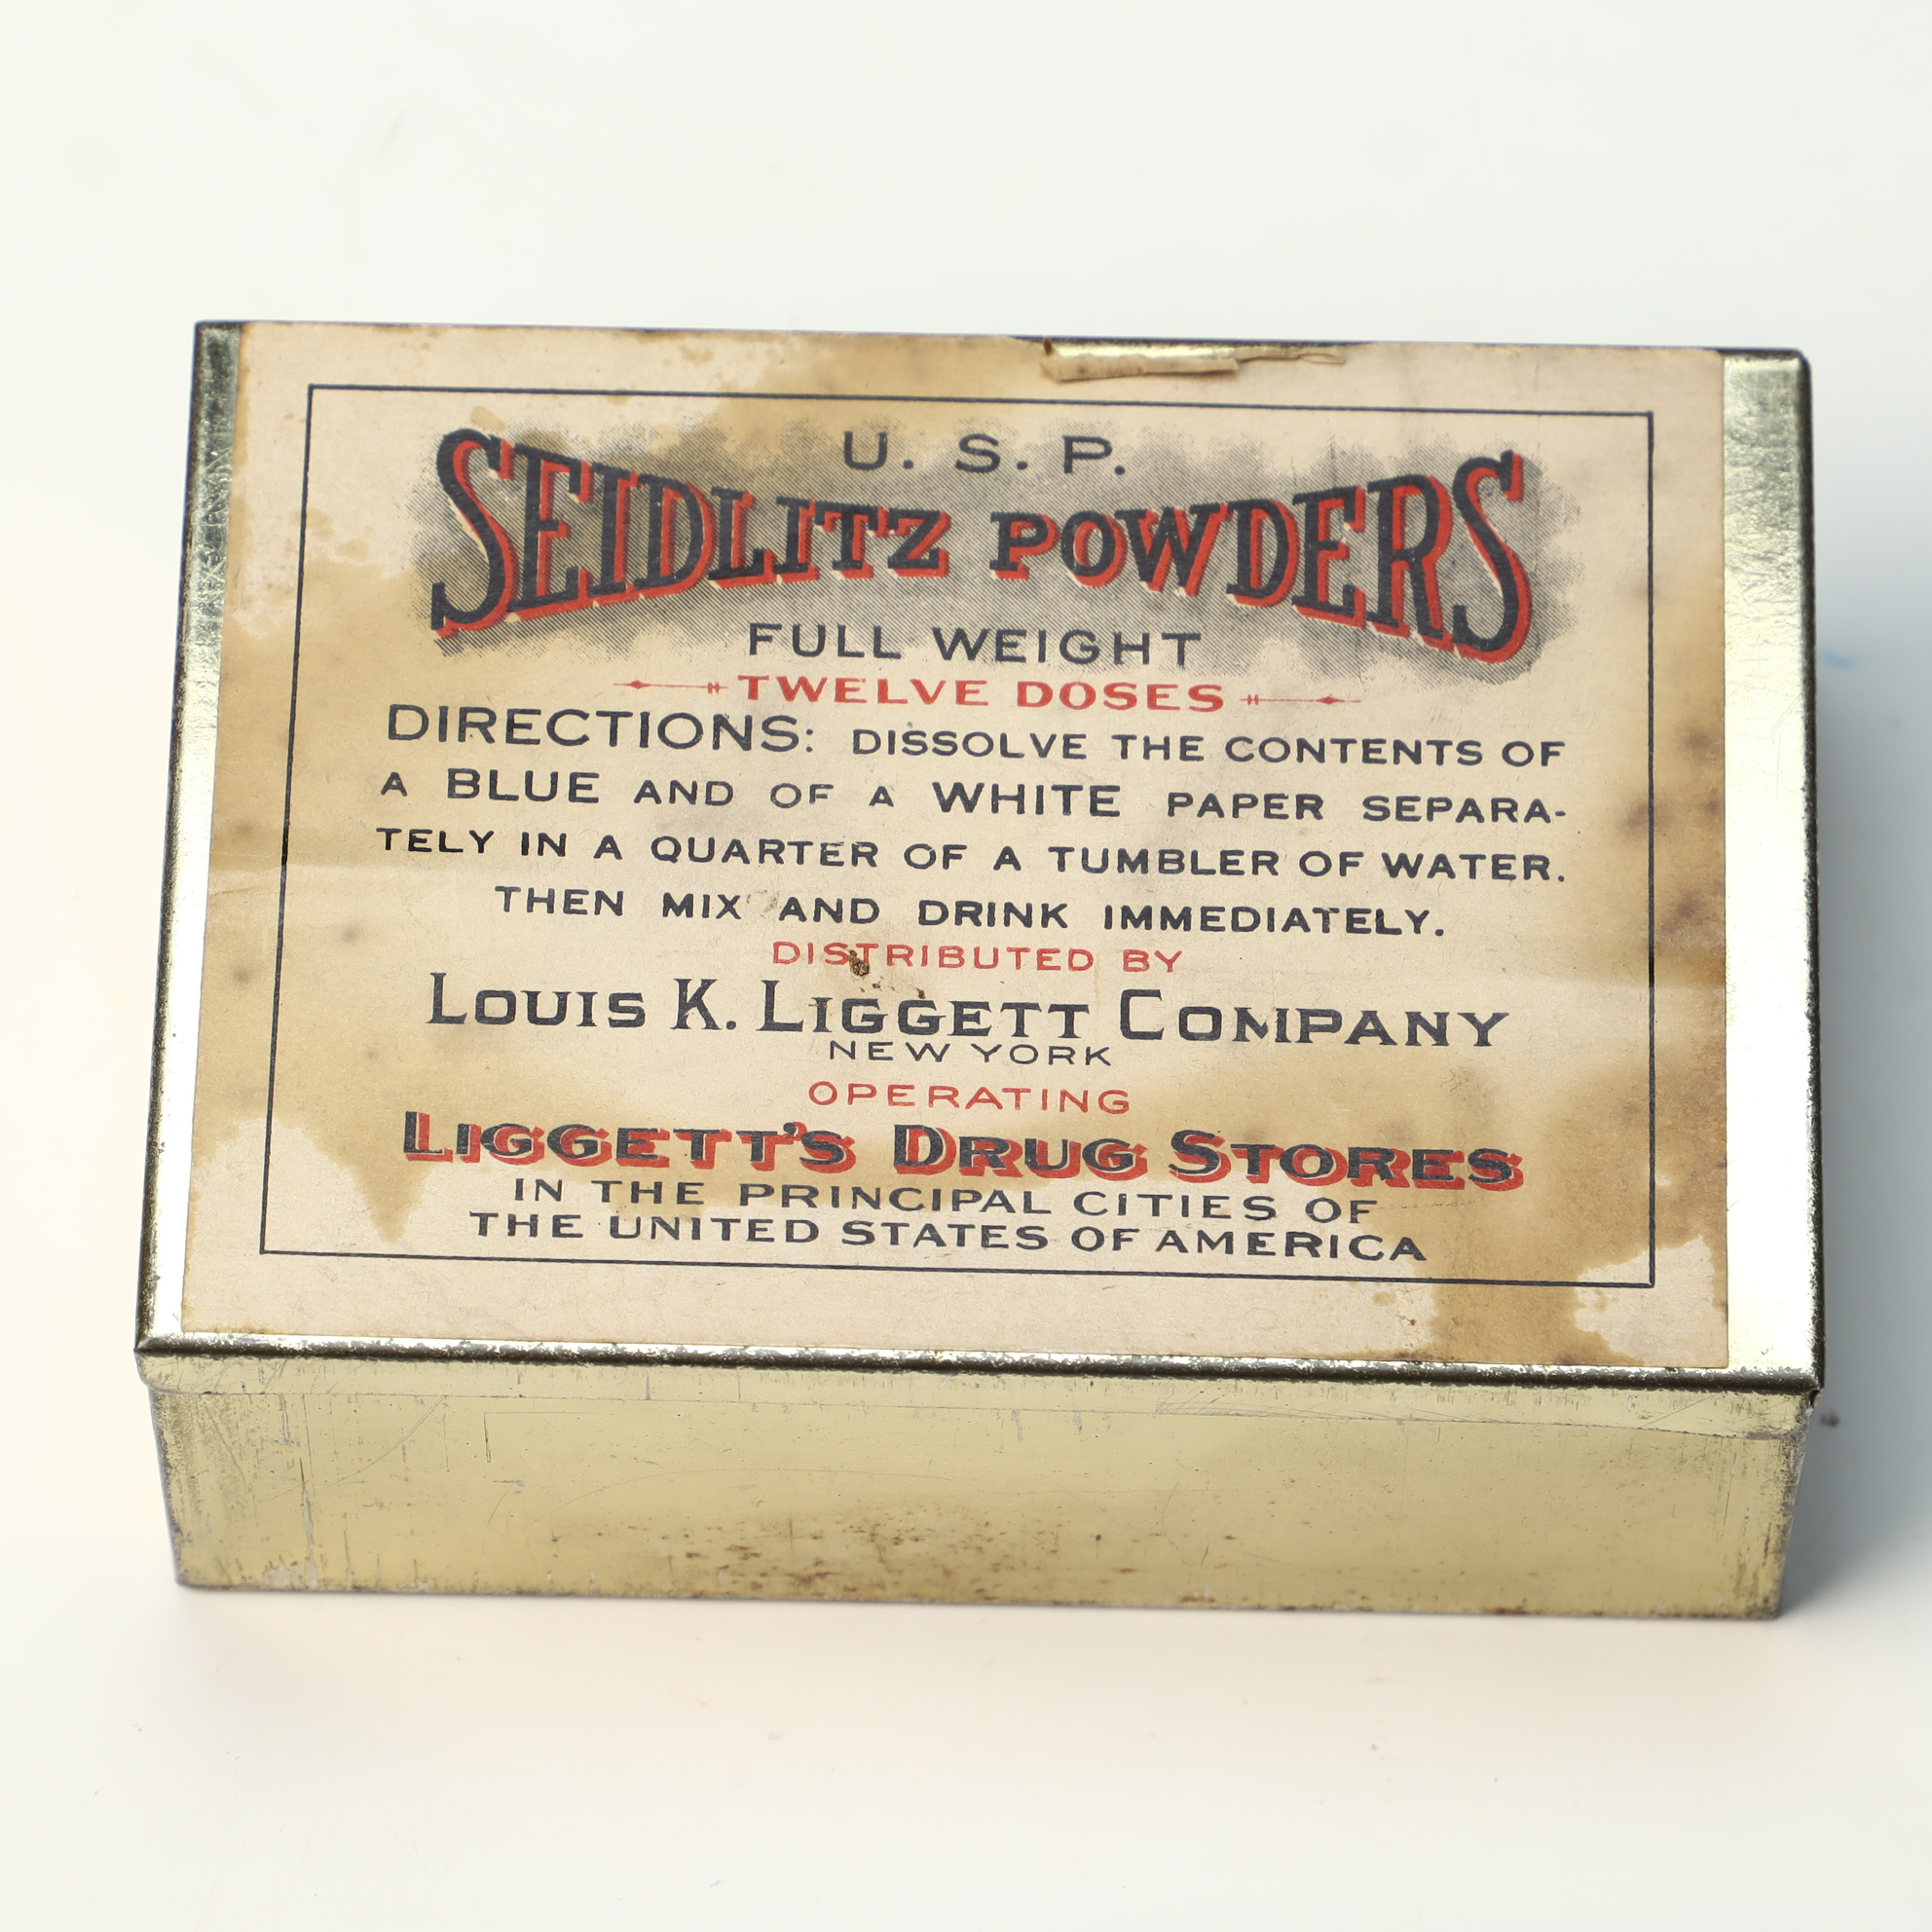 U. S. P.
SEIDLITZ POWDERS
FULL WEIGHT
TWELVE DOSES
DIRECTIONS: DISSOLVE THE CONTENTS OF
A BLUE AND OF A WHITE PAPER SEPARA-
TELY IN A QUARTER OF A TUMBLER OF WATER.
THEN MIX AND DRINK IMMEDIATELY.
DISTRIBUTED BY
LOUIS K. LIGGETT COMPANY
NEW YORK
OPERATING
LIGGETT'S DRUG STORES
IN THE PRINCIPAL CITIES OF
THE UNITED STATES OF AMERICA